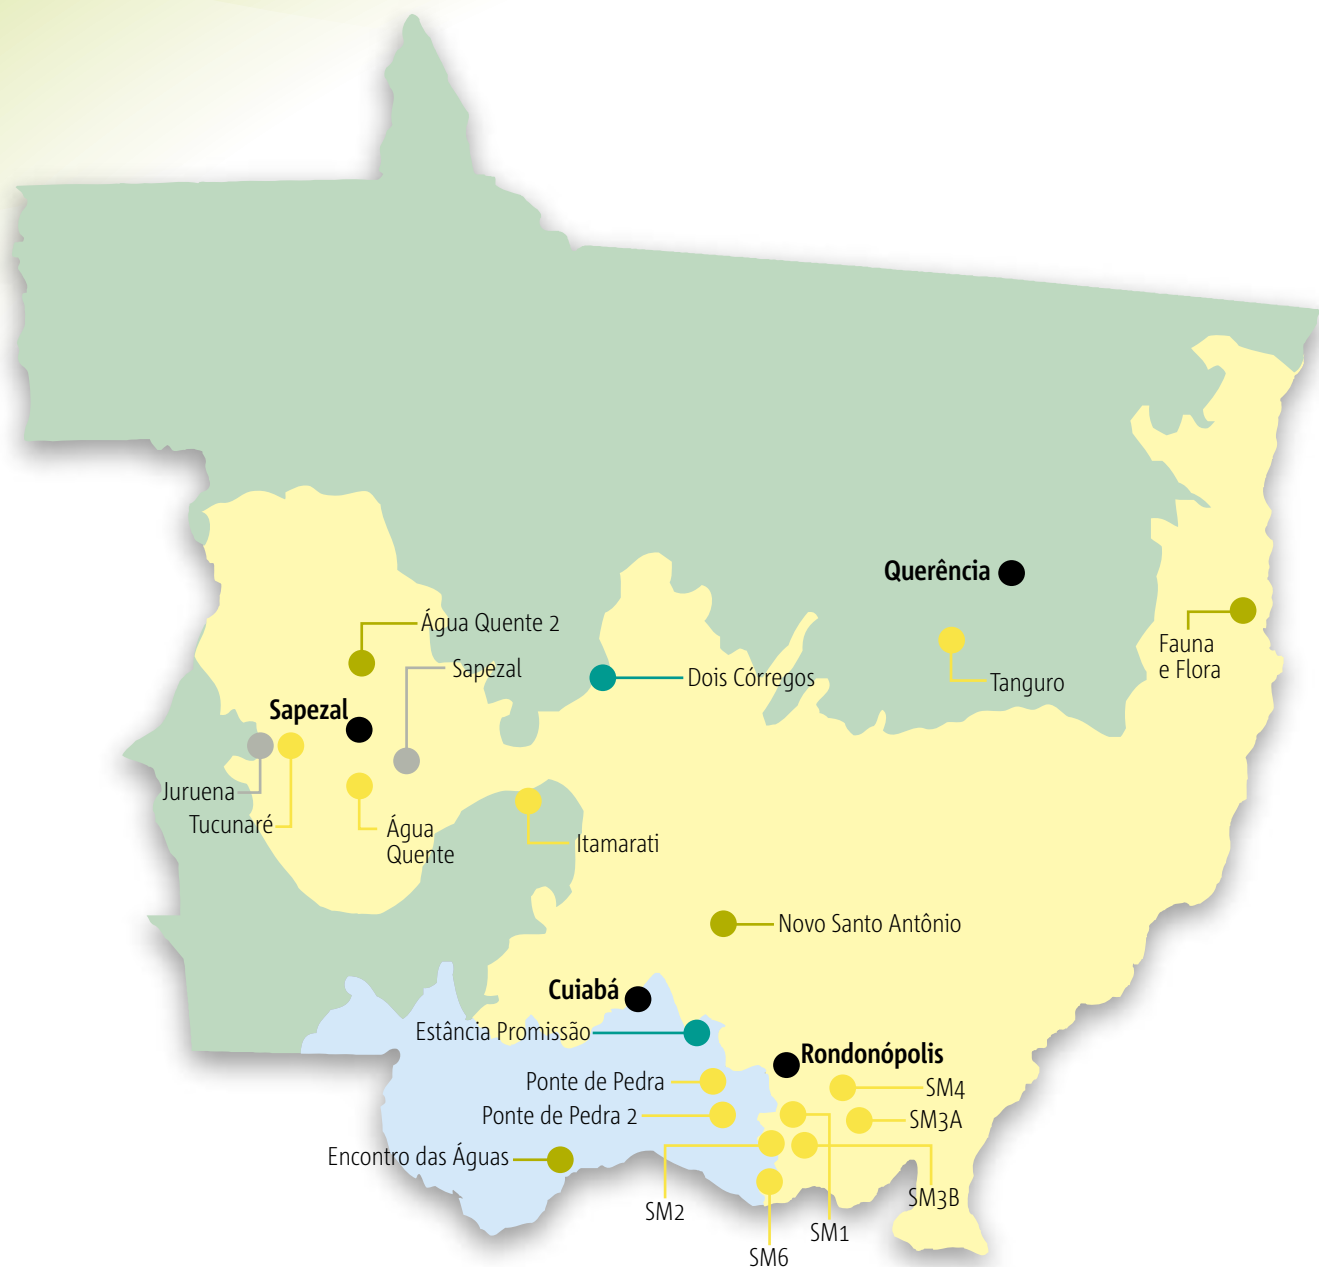 Querência
Água Quente 2
Fauna
e Flora
Sapezal
Dois Córregos
Tanguro
Sapezal
Juruena
Tucunaré
Água
Quente
Itamarati
Novo Santo Antônio
Cuiabá
Estância Promissão
Rondonópolis
Ponte de Pedra
SM4
Ponte de Pedra 2
SM3A
Encontro das Águas
SM3B
SM2
SM1
SM6